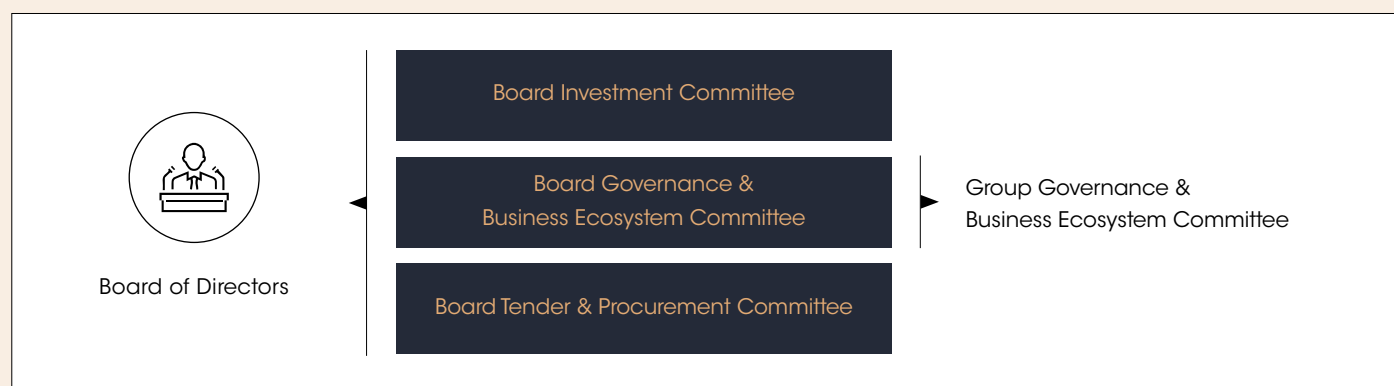 Board of Directors
Board Investment Committee
Board Governance &
Business Ecosystem Committee
Board Tender & Procurement Committee
Group Governance &
Business Ecosystem Committee